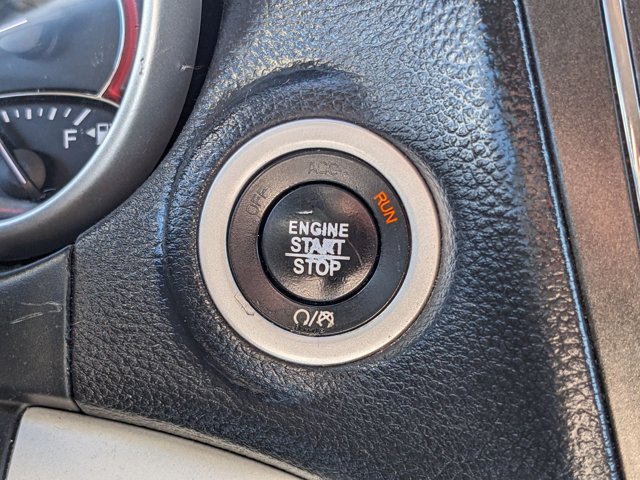 F
OFF
ACC
RUN
ENGINE
START
STOP